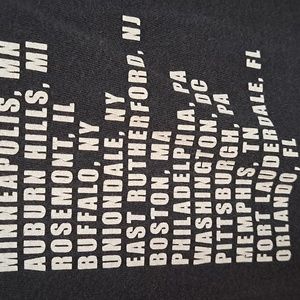 MINNEAPOLIS, MN
AUBURN HILLS, MI
ROSEMONT, IL
BUFFALO, NY
UNIONDALE, NY
EAST RUTHERFORD, NJ
BOSTON, MA
PHILADELPHIA, PA
WASHINGTON, DC
PITTSBURGH, PA
MEMPHIS, TN
FORT LAUDERDALE, FL
ORLANDO, FL